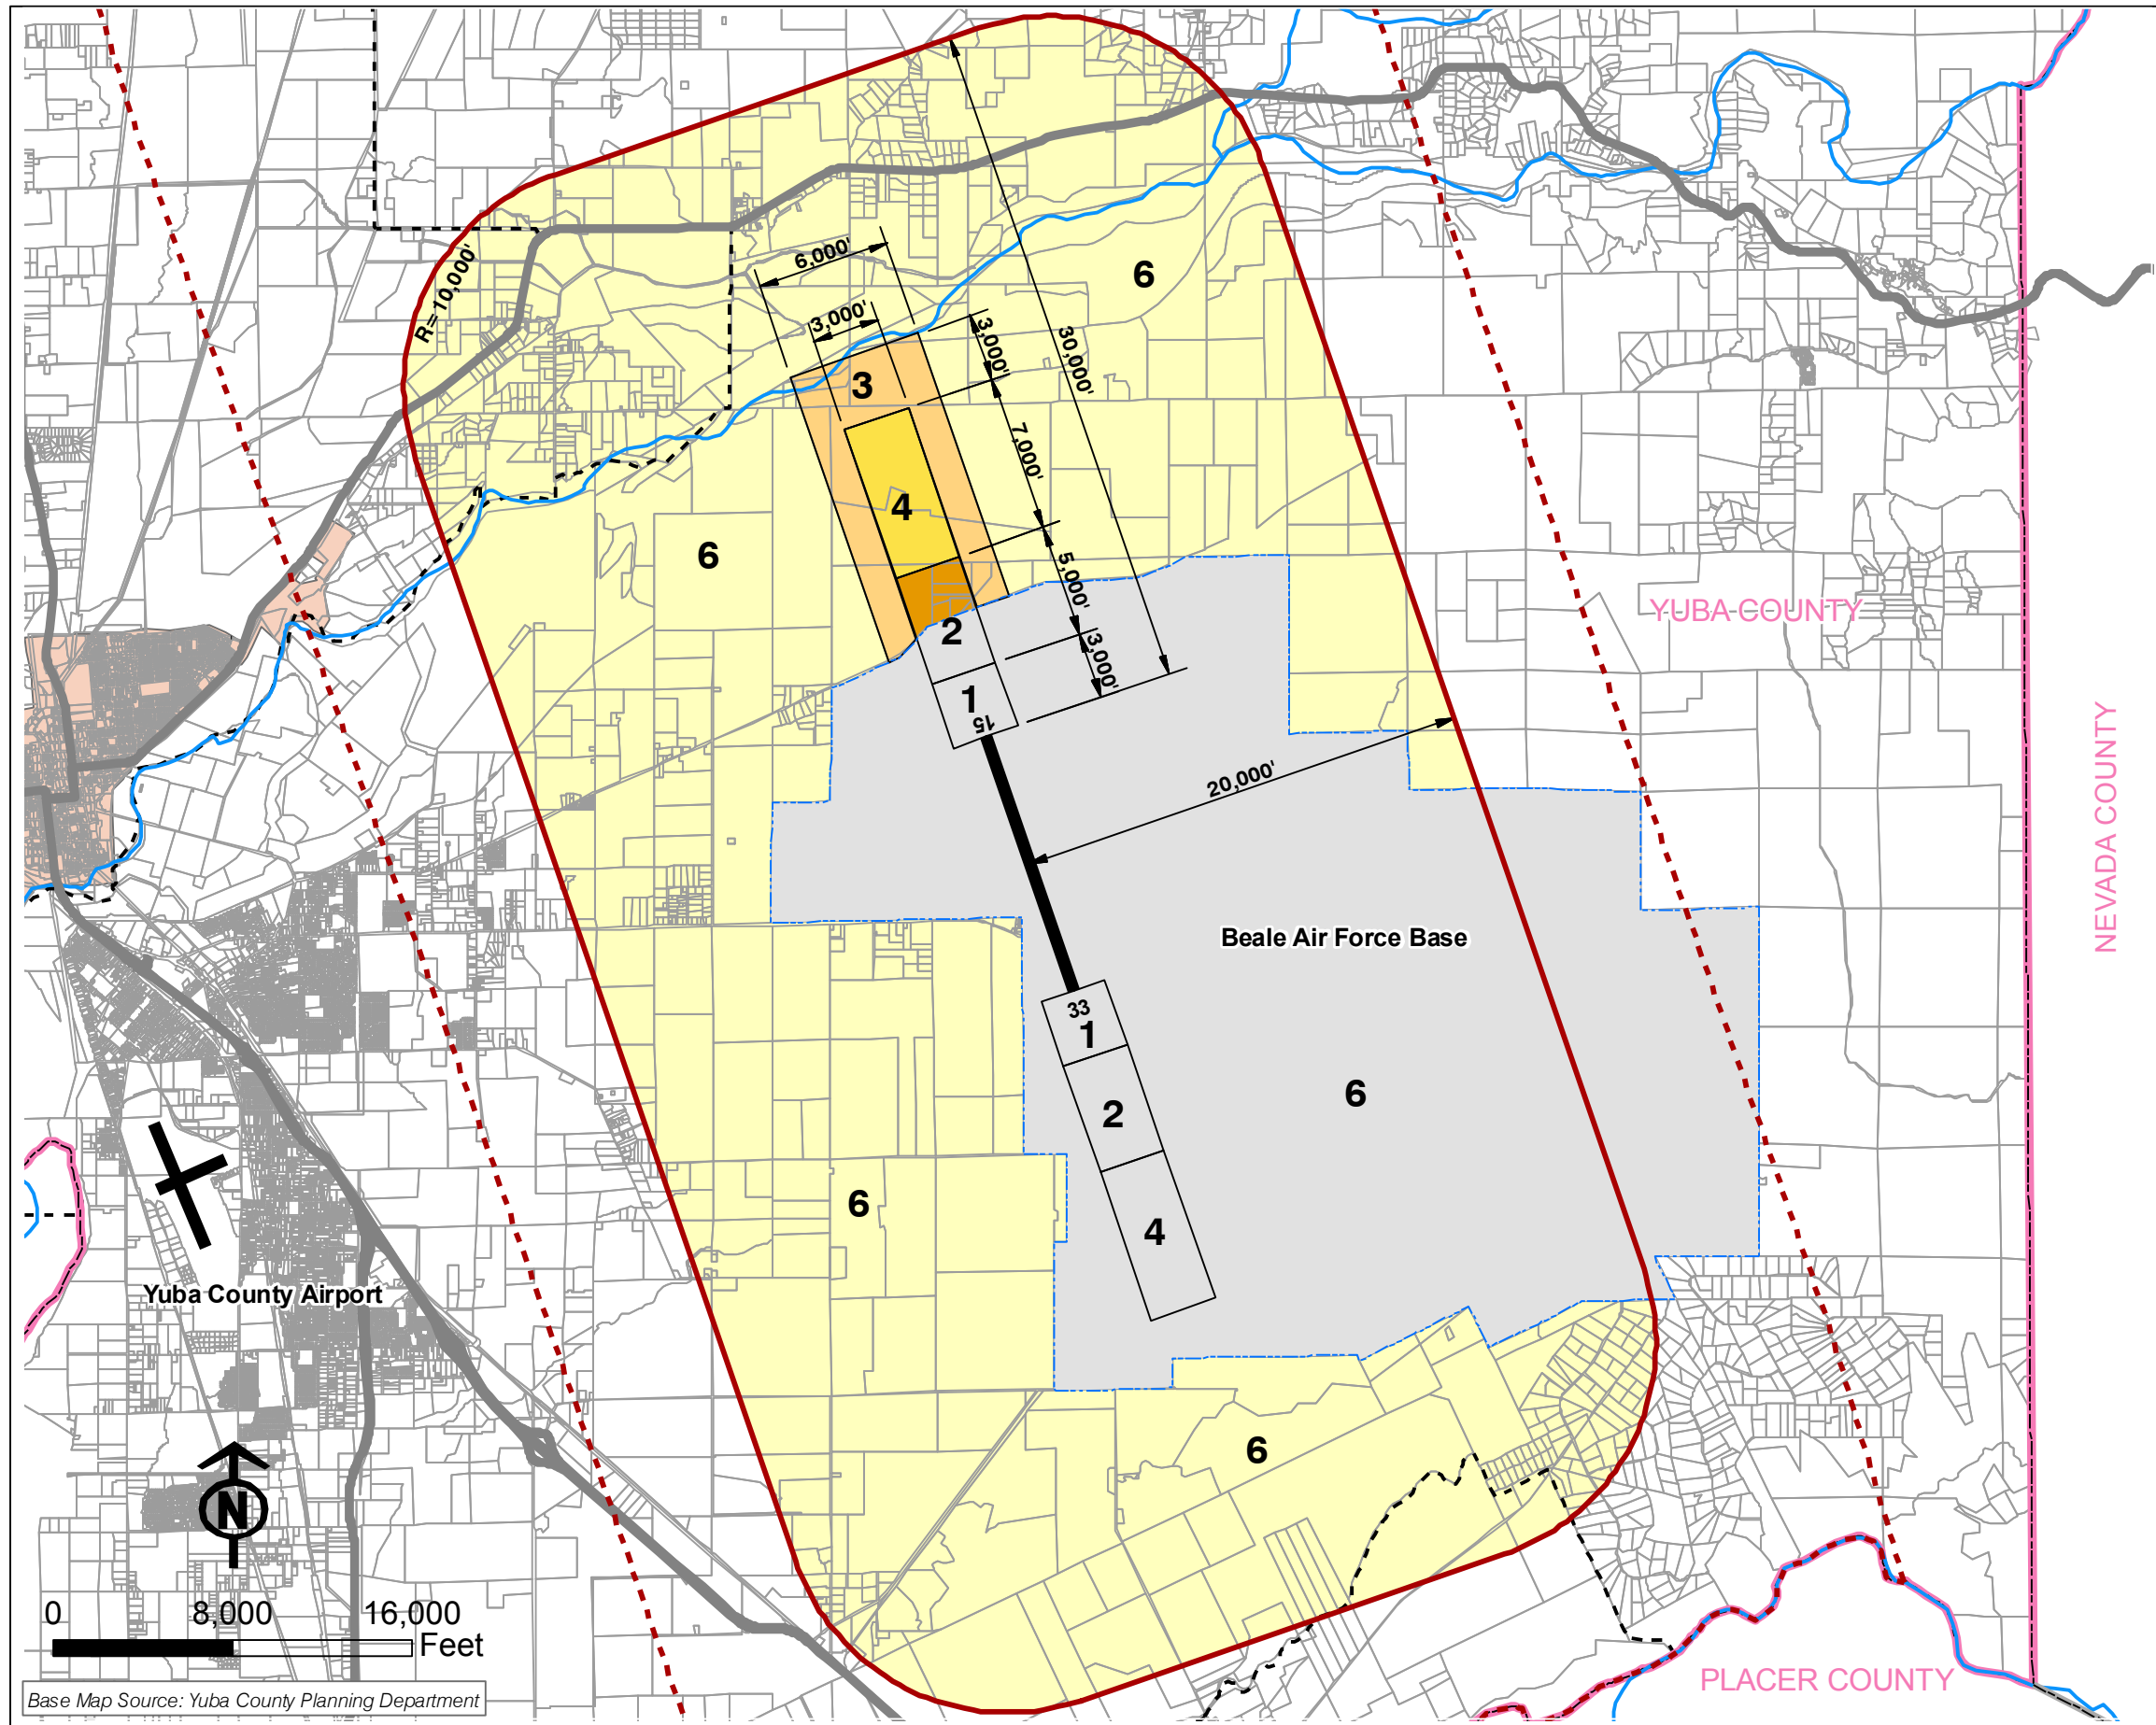 R=10,000'
6,000'
3,000'
6
3,000'
30,000'
3
7,000'
4
6
5,000'
2
3,000'
1
15
YUBA COUNTY
NEVADA COUNTY
20,000'
Beale Air Force Base
33
1
6
2
6
4
Yuba County Airport
6
N
0 8,000 16,000
Feet
PLACER COUNTY
Base Map Source: Yuba County Planning Department